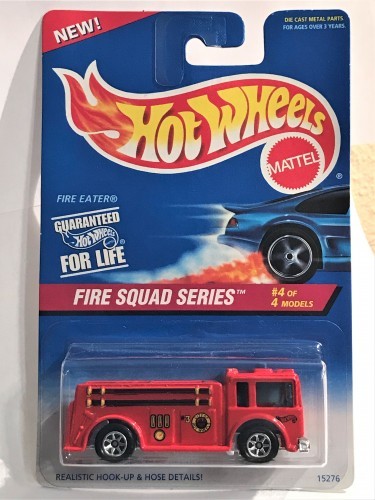 NEW!
DIE CAST METAL PARTS
FOR AGES OVER 3 YEARS.
HOT WHEELS
MATTEL
®
FIRE EATER®
GUARANTEED
HOT WHEELS
FOR LIFE
FIRE SQUAD SERIES™
#4 OF
4 MODELS
REALISTIC HOOK-UP & HOSE DETAILS!
15276